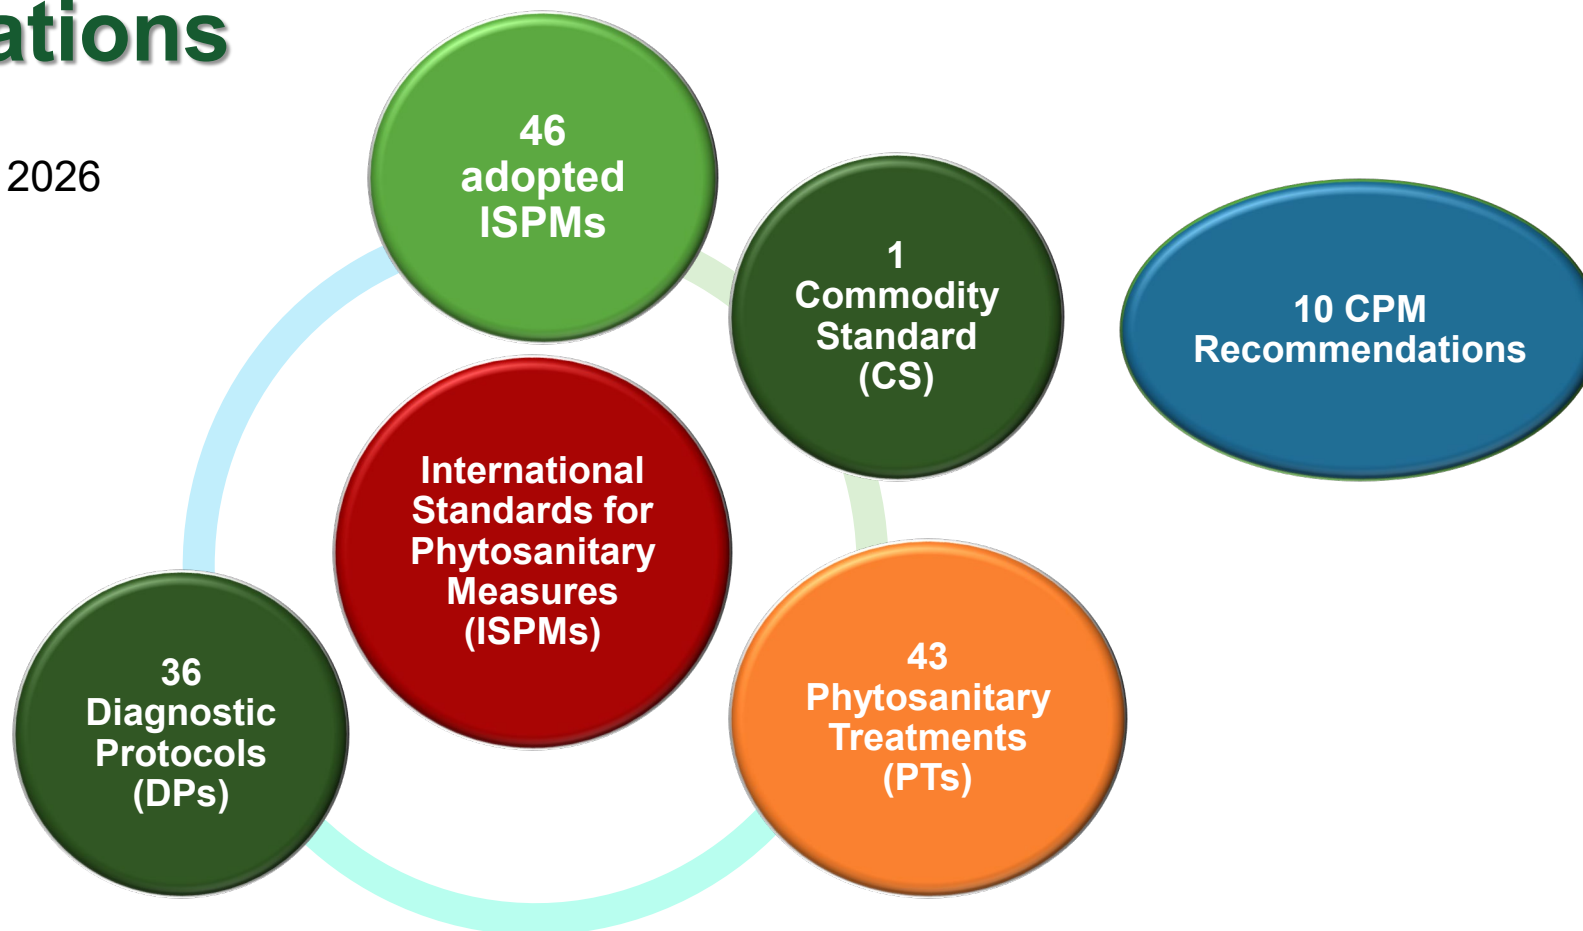 ations
2026
46
adopted
ISPMs
1
Commodity
Standard
(CS)
10 CPM
Recommendations
International
Standards for
Phytosanitary
Measures
(ISPMs)
36
Diagnostic
Protocols
(DPs)
43
Phytosanitary
Treatments
(PTs)